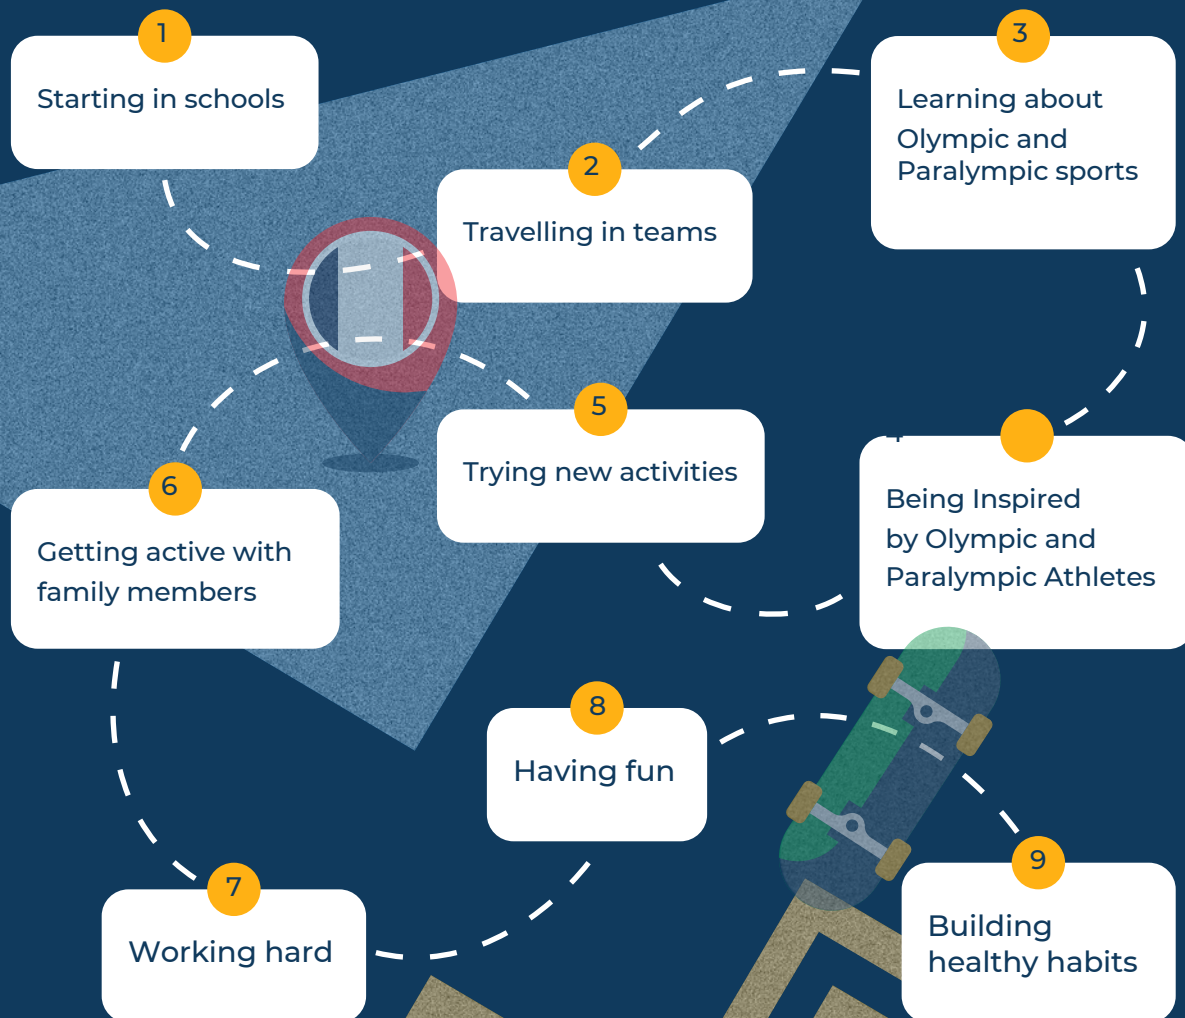 1
Starting in schools
2
Travelling in teams
3
Learning about
Olympic and
Paralympic sports
4
Being Inspired
by Olympic and
Paralympic Athletes
5
Trying new activities
6
Getting active with
family members
7
Working hard
8
Having fun
9
Building
healthy habits